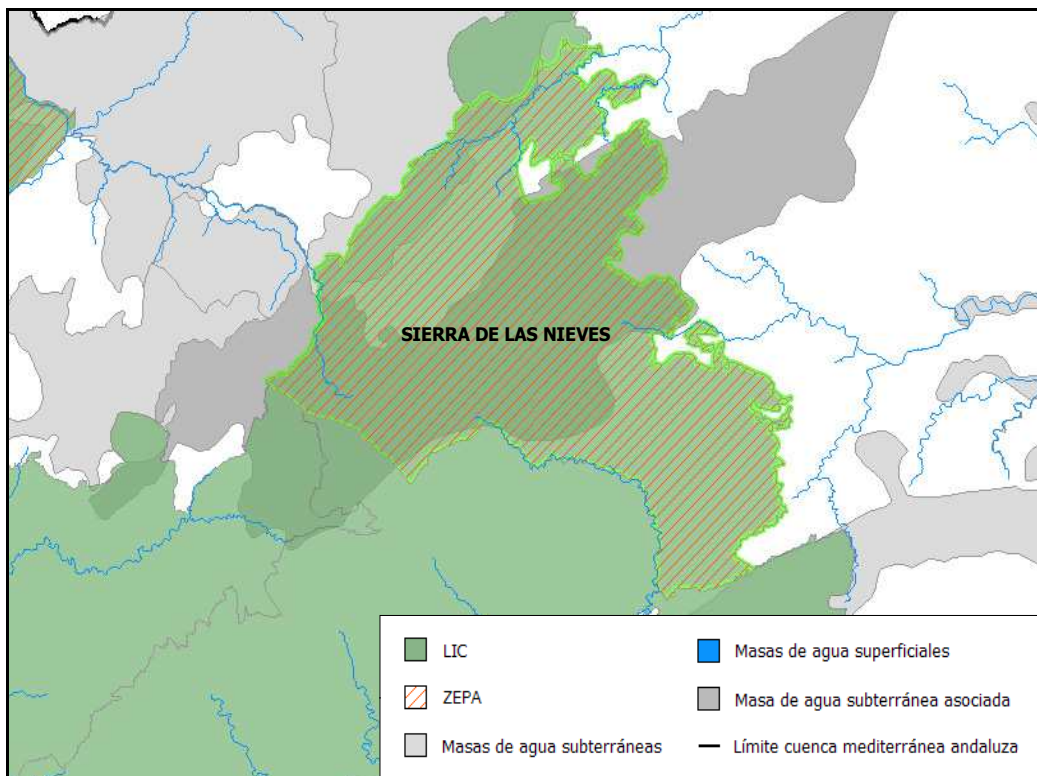 SIERRA DE LAS NIEVES
LIC
ZEPA
Masas de agua subterráneas
Masas de agua superficiales
Masa de agua subterránea asociada
Límite cuenca mediterránea andaluza